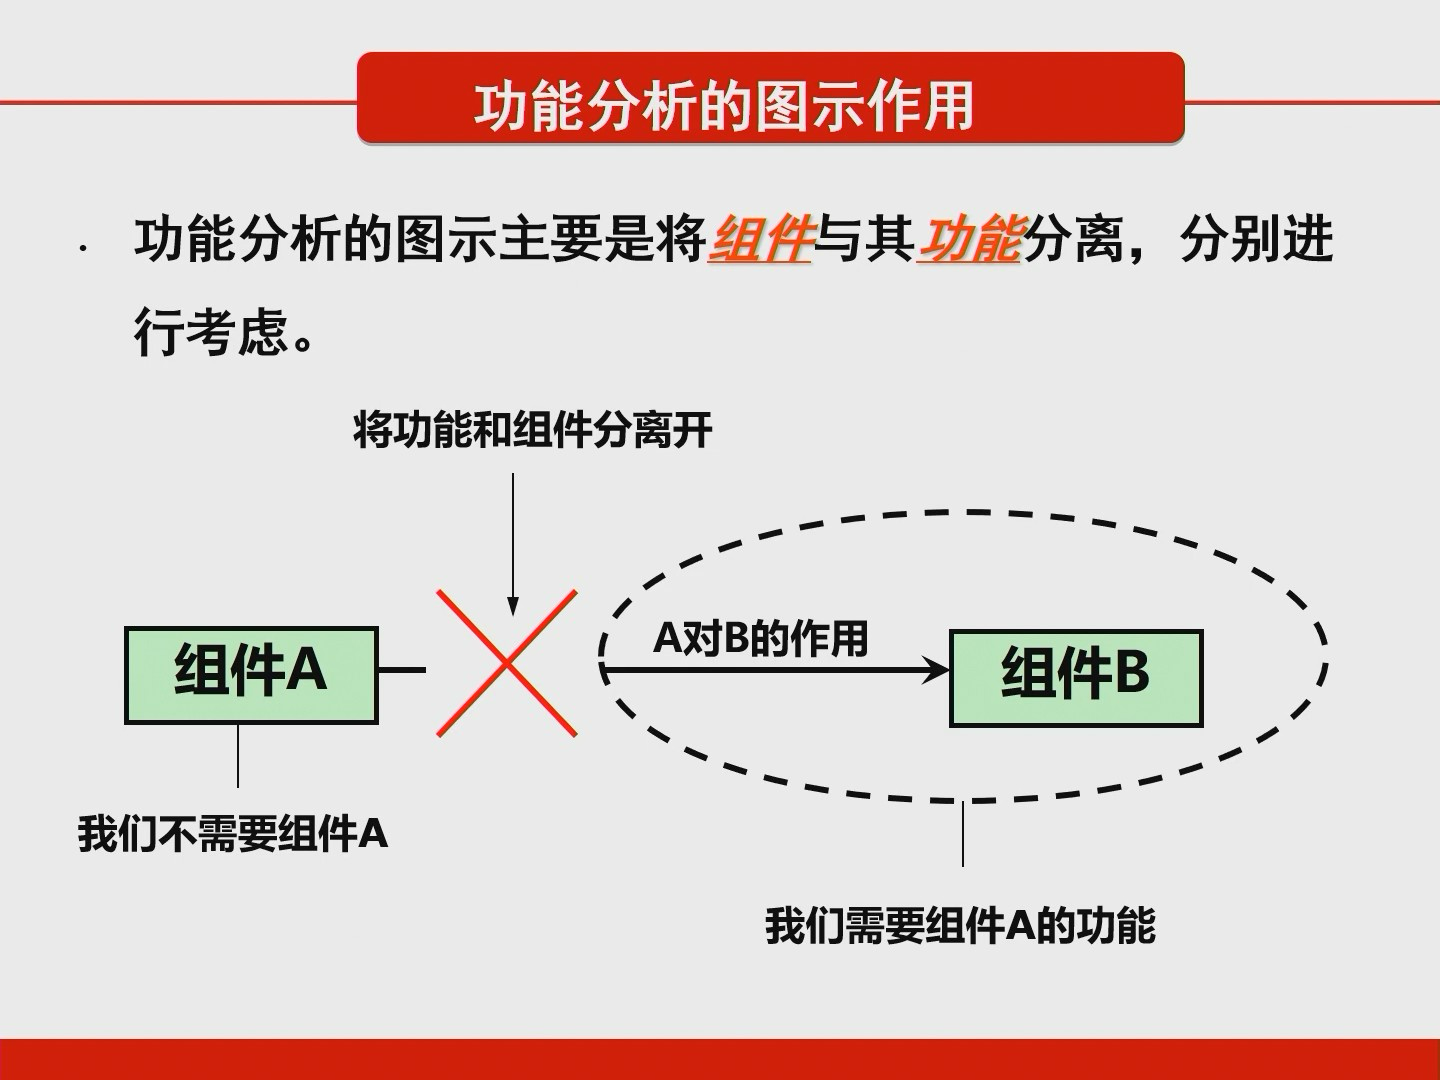 功能分析的图示作用
· 功能分析的图示主要是将组件与其功能分离，分别进
行考虑。
将功能和组件分离开
A对B的作用
组件A
组件B
我们不需要组件A
我们需要组件A的功能